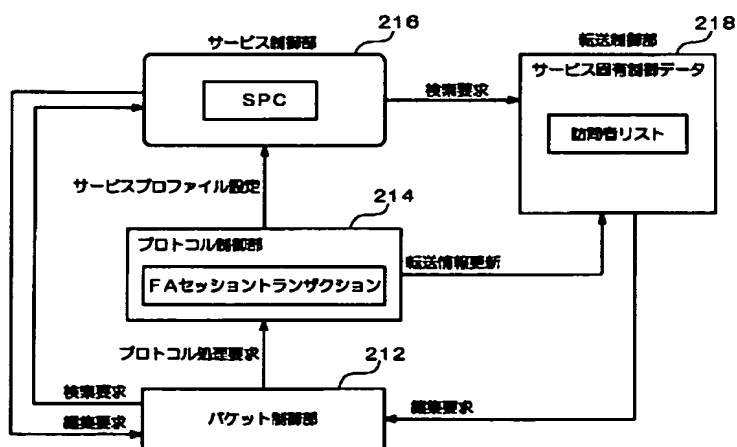 216
サービス制御部
SPC
検索要求
218
転送制御部
サービス固有制御データ
訪問者リスト
サービスプロファイル設定
214
プロトコル制御部
FAセッショントランザクション
転送情報更新
プロトコル処理要求
212
検索要求
編集要求
パケット制御部
編集要求